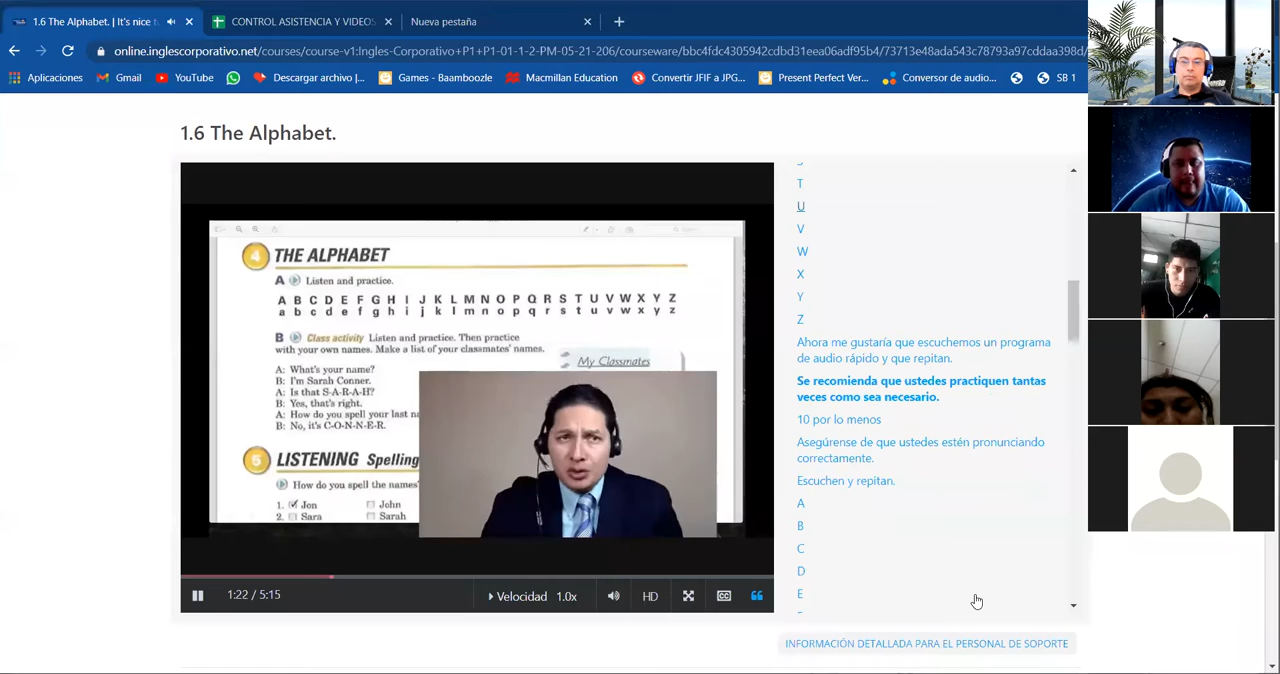 1.6 The Alphabet. | It's nice t
CONTROL ASISTENCIA Y VIDEOS
Nueva pestaña
online.inglescorporativo.net/courses/course-v1:Ingles-Corporativo+P1+P1-01-1-2-PM-05-21-206/courseware/bbc4fdc4305942cdbd31eea06adf95b4/73713e48ada543c78793a97cddaa398d/
Aplicaciones
Gmail
YouTube
Descargar archivo |...
Games - Baamboozle
Macmillan Education
Convertir JFIF a JPG...
Present Perfect Ver...
Conversor de audio...
SB 1
1.6 The Alphabet.
4 THE ALPHABET
A Listen and practice.
A B C D E F G H I J K L M N O P Q R S T U V W X Y Z
a b c d e f g h i j k l m n o p q r s t u v w x y z
B Class activity Listen and practice. Then practice
with your own names. Make a list of your classmates' names.
My Classmates
A: What's your name?
B: I'm Sarah Conner.
A: Is that S-A-R-A-H?
B: Yes, that's right.
A: How do you spell your last
B: No, it's C-O-N-N-E-R.
5 LISTENING Spelling
How do you spell the names
1. Jon
John
2. Sara
Sarah
1:22 / 5:15
Velocidad 1.0x
HD
T
U
V
W
X
Y
Z
Ahora me gustaría que escuchemos un programa
de audio rápido y que repitan.
Se recomienda que ustedes practiquen tantas
veces como sea necesario.
10 por lo menos
Asegúrense de que ustedes estén pronunciando
correctamente.
Escuchen y repitan.
A
B
C
D
E
INFORMACIÓN DETALLADA PARA EL PERSONAL DE SOPORTE